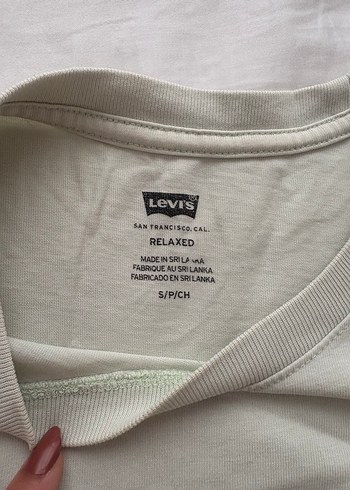 Levi's
SAN FRANCISCO, CAL.
RELAXED
MADE IN SRI LANKA
FABRIQUE AU SRI LANKA
FABRICADO EN SRI LANKA
S/P/CH